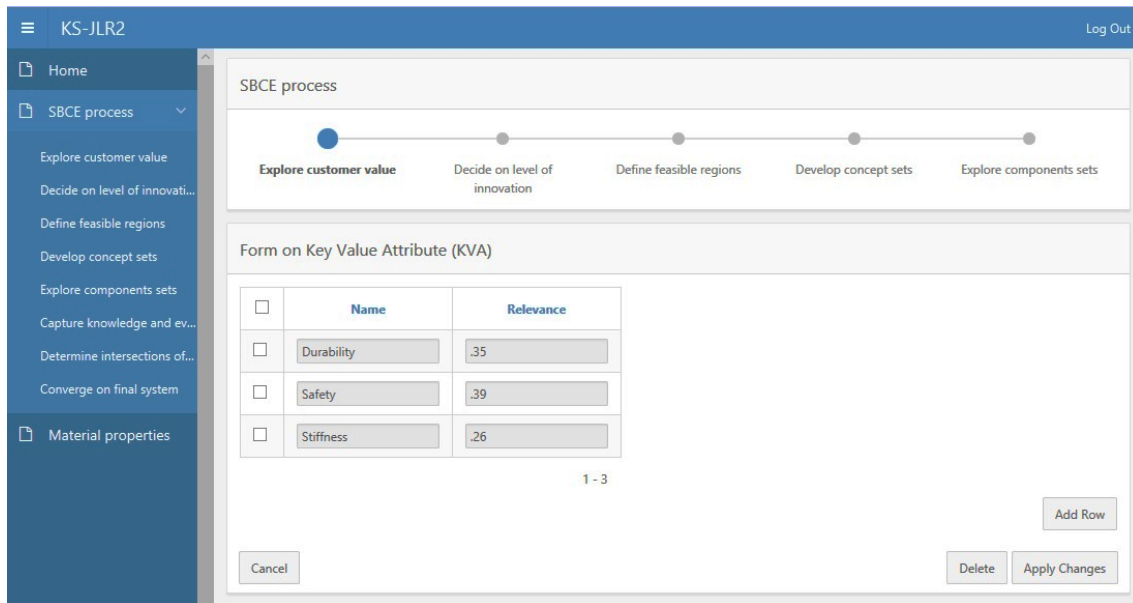 KS-JLR2
Log Out
Home
SBCE process
Explore customer value
Decide on level of innovati...
Define feasible regions
Develop concept sets
Explore components sets
Capture knowledge and ev...
Determine intersections of...
Converge on final system
Material properties
SBCE process
Explore customer value
Decide on level of
innovation
Define feasible regions
Develop concept sets
Explore components sets
Form on Key Value Attribute (KVA)
Name Relevance
Durability .35
Safety .39
Stiffness .26
1 - 3
Add Row
Cancel Delete Apply Changes